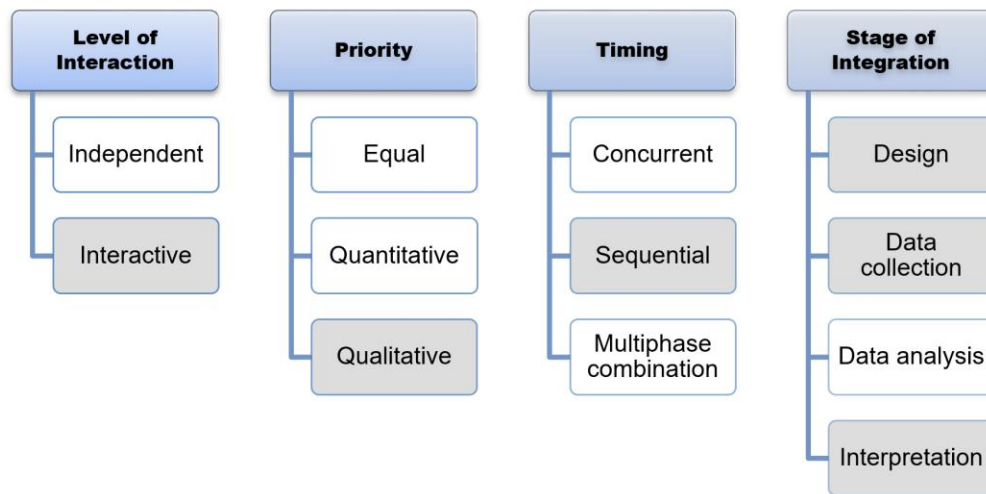 Level of
Interaction
Independent
Interactive
Priority
Equal
Quantitative
Qualitative
Timing
Concurrent
Sequential
Multiphase
combination
Stage of
Integration
Design
Data
collection
Data analysis
Interpretation